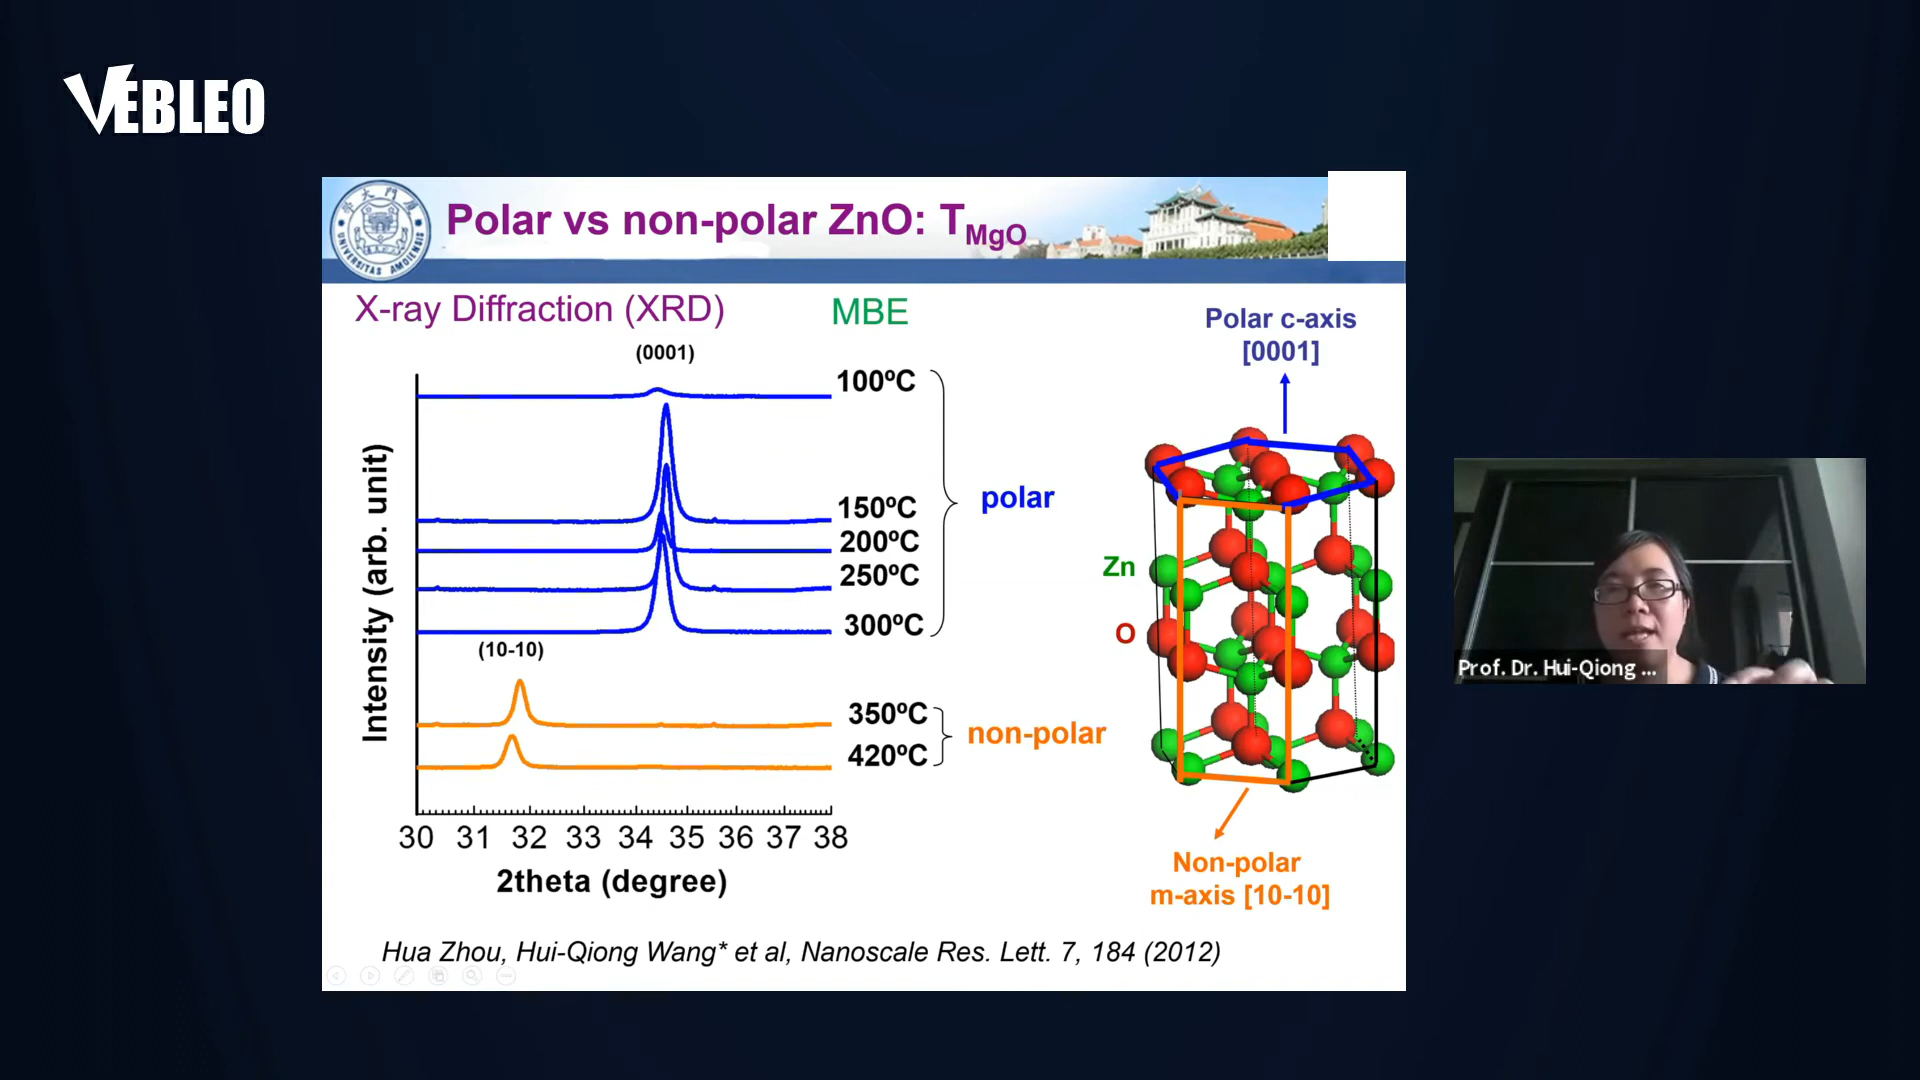 VEBLEO
Polar vs non-polar ZnO: TMgO
X-ray Diffraction (XRD)
MBE
(0001)
100ºC
150ºC
200ºC
250ºC
300ºC
polar
(10-10)
350ºC
420ºC
non-polar
Intensity (arb. unit)
30 31 32 33 34 35 36 37 38
2theta (degree)
Polar c-axis
[0001]
Zn
O
Non-polar
m-axis [10-10]
Hua Zhou, Hui-Qiong Wang* et al, Nanoscale Res. Lett. 7, 184 (2012)
UNIVERSITAS AMOIENSIS
Prof. Dr. Hui-Qiong ...